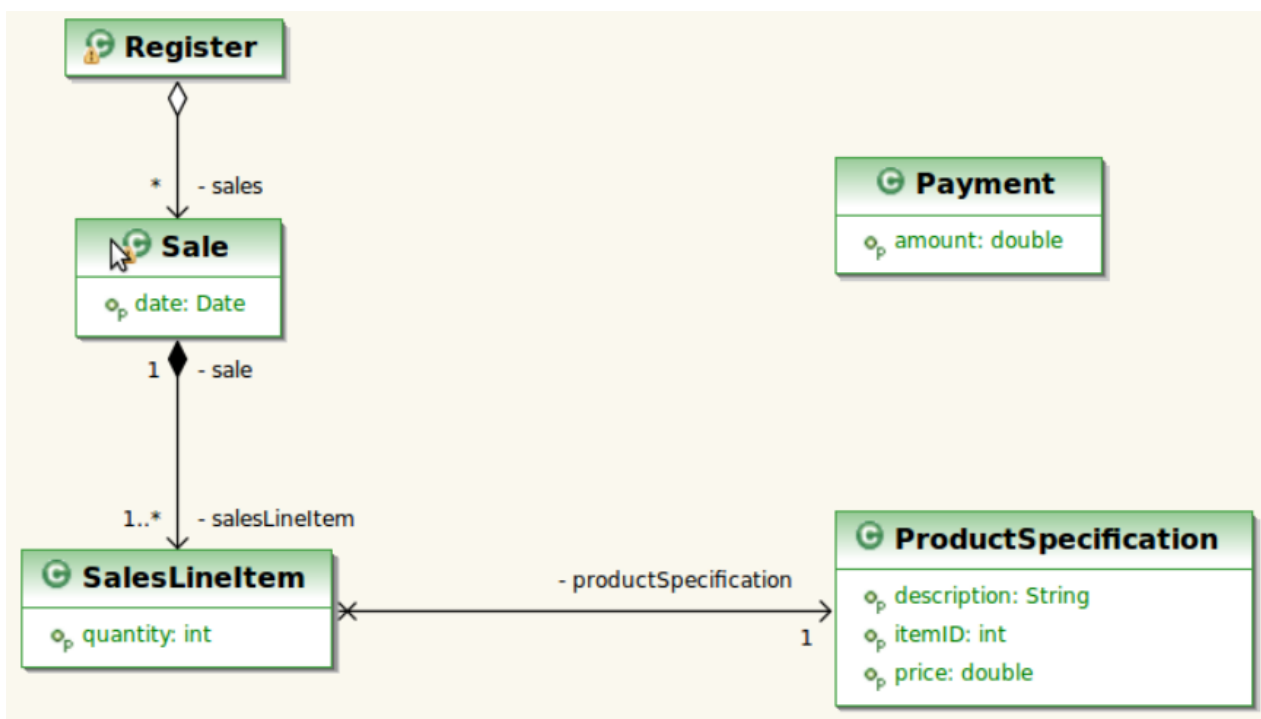 Register
* - sales
Sale
date: Date
1 - sale
1..* - salesLineItem
SalesLineItem
quantity: int
Payment
amount: double
- productSpecification
1
ProductSpecification
description: String
itemID: int
price: double